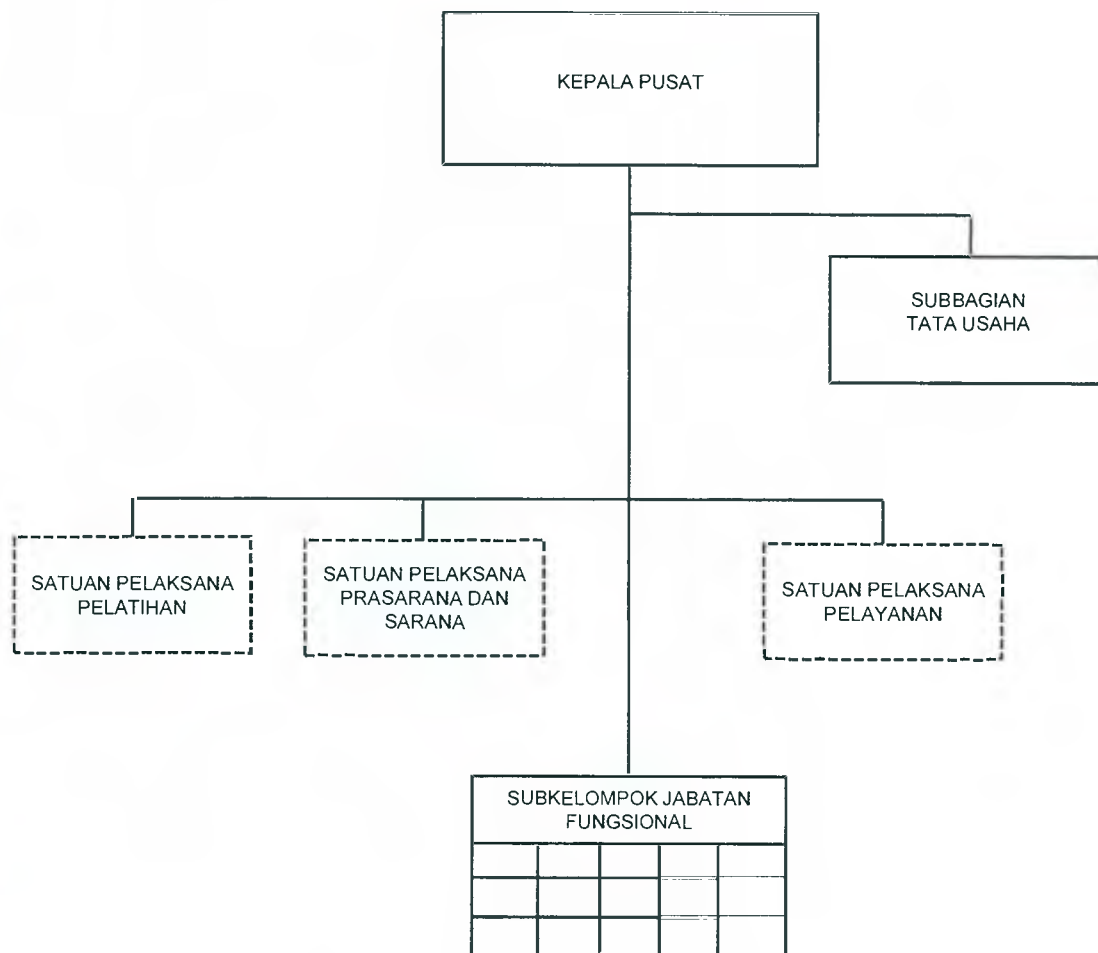 KEPALA PUSAT
SUBBAGIAN
TATA USAHA
SATUAN PELAKSANA
PELATIHAN
SATUAN PELAKSANA
PRASARANA DAN
SARANA
SATUAN PELAKSANA
PELAYANAN
SUBKELOMPOK JABATAN
FUNGSIONAL